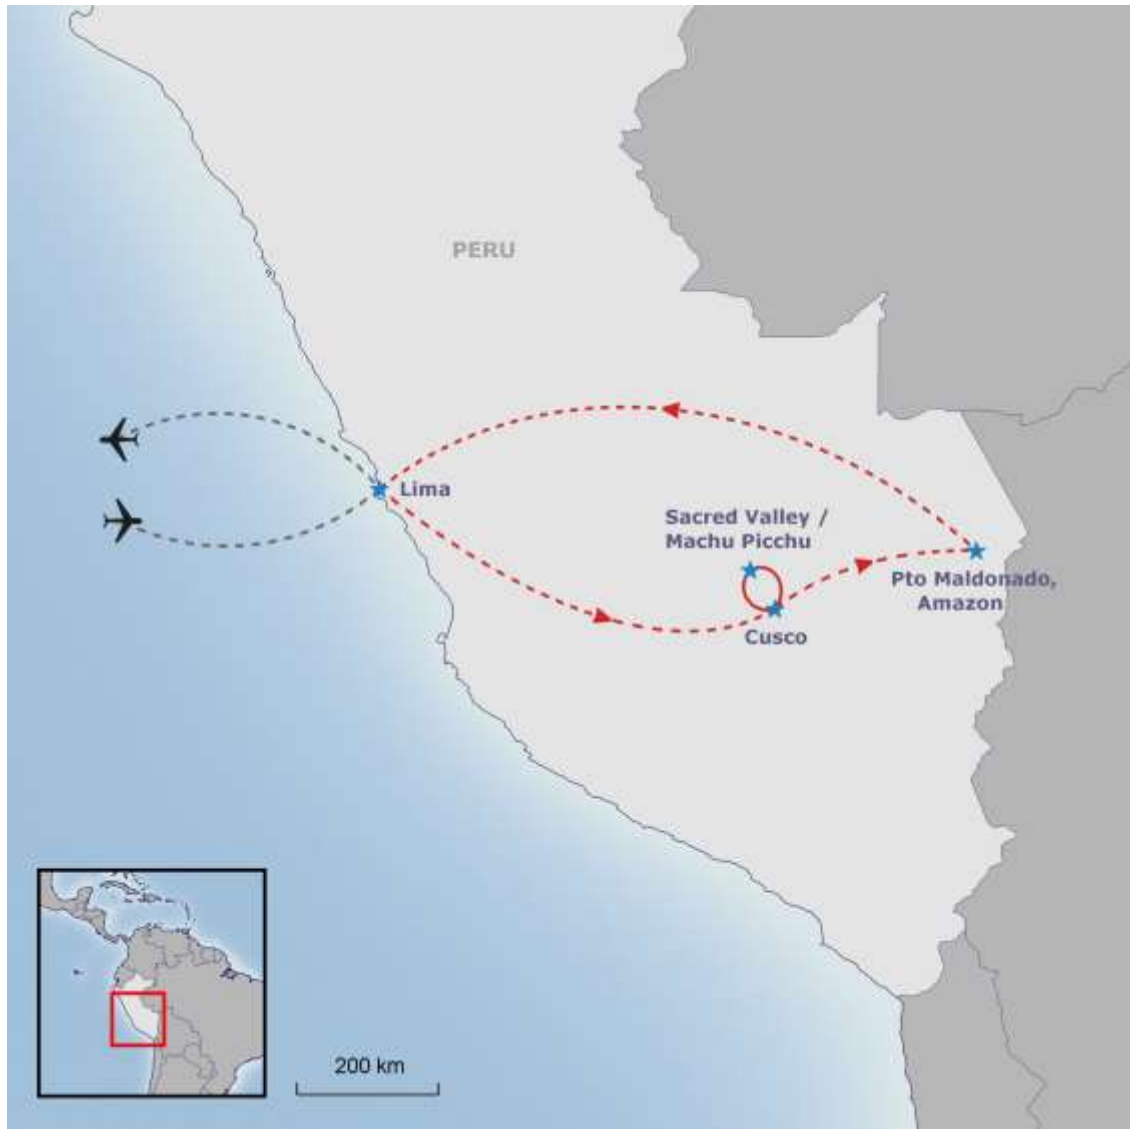 PERU
Lima
Sacred Valley /
Machu Picchu
Pto Maldonado,
Amazon
Cusco
200 km